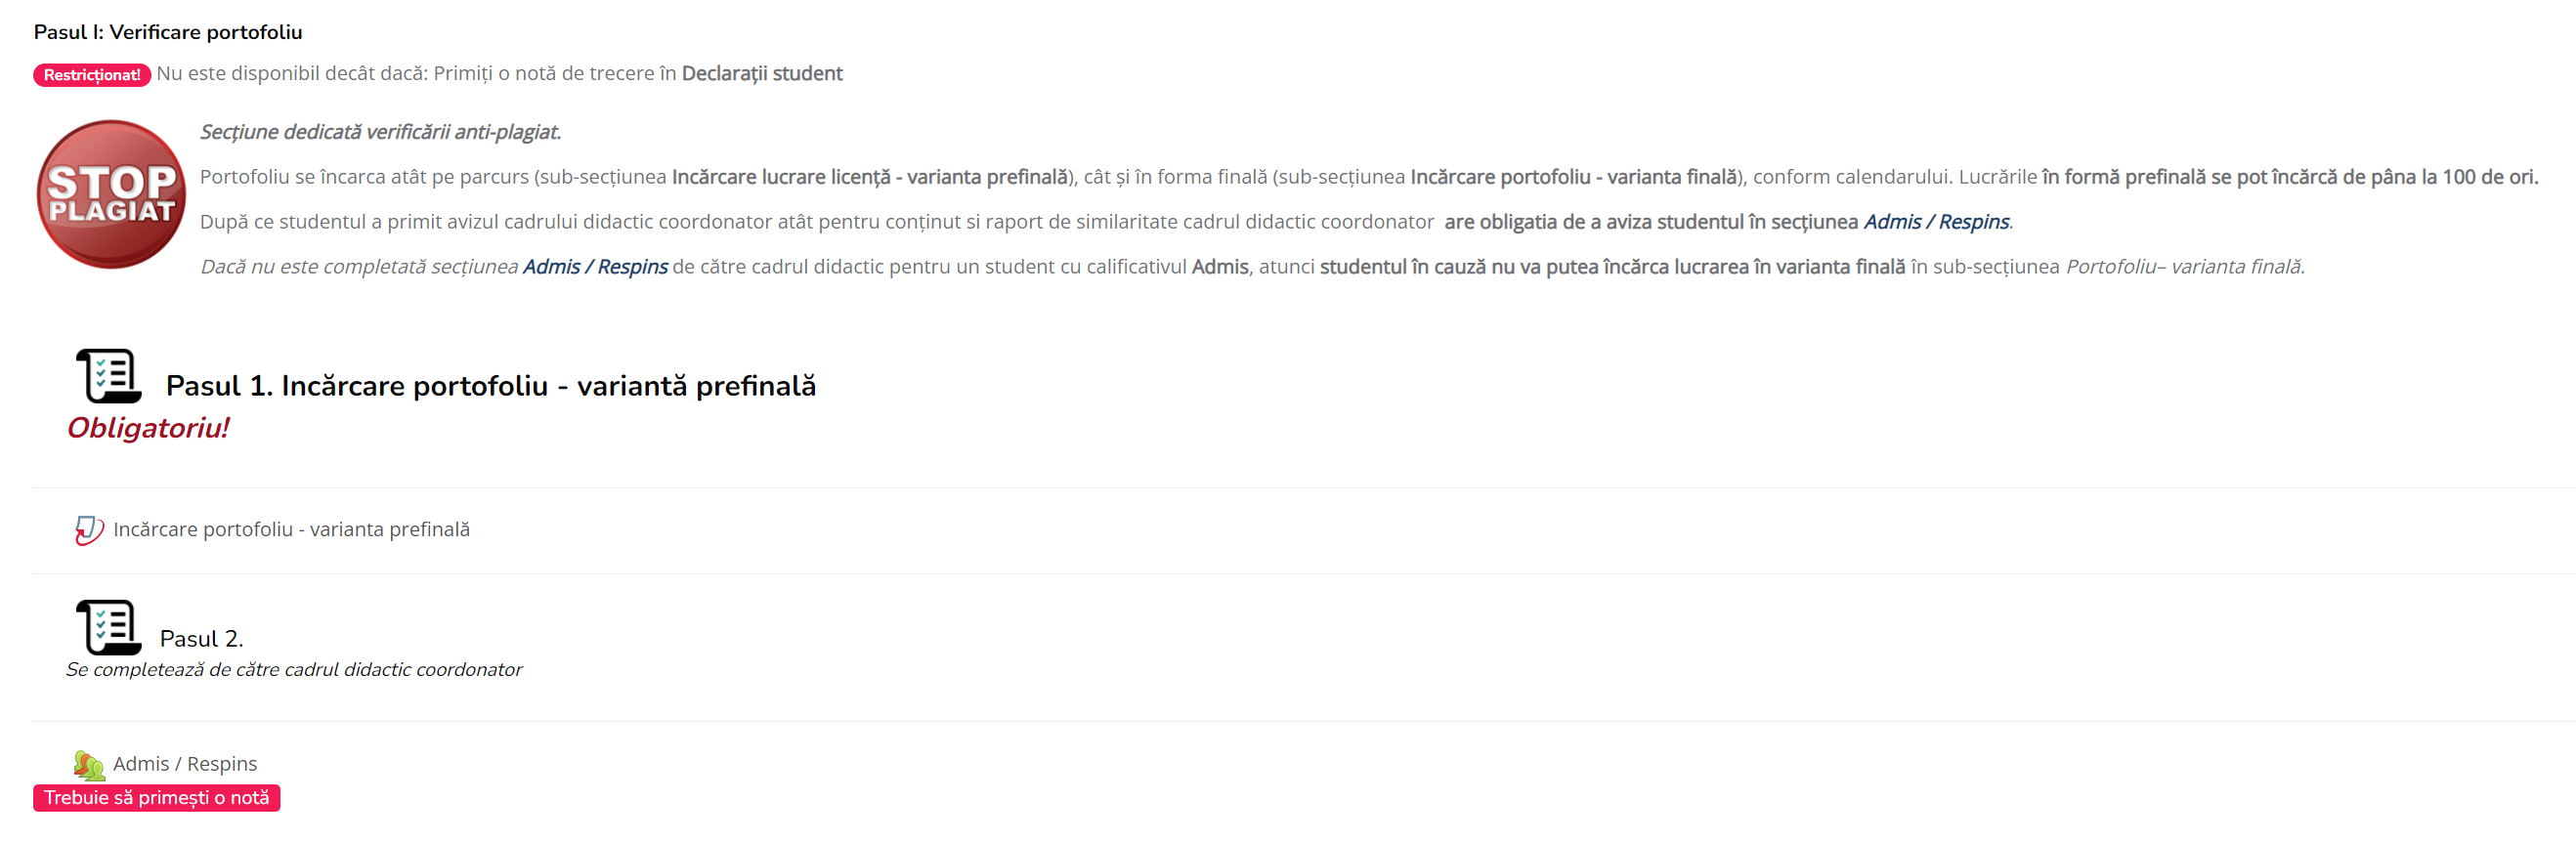 Pasul I: Verificare portofoliu
Restricționat! Nu este disponibil decât dacă: Primiți o notă de trecere în Declarații student
STOP
PLAGIAT
Secțiune dedicată verificării anti-plagiat.
Portofoliu se încarca atât pe parcurs (sub-secțiunea Incărcare lucrare licență - varianta prefinală), cât și în forma finală (sub-secțiunea Incărcare portofoliu - varianta finală), conform calendarului. Lucrările în formă prefinală se pot încărcă de pâna la 100 de ori.
După ce studentul a primit avizul cadrului didactic coordonator atât pentru conținut si raport de similaritate cadrul didactic coordonator are obligatia de a aviza studentul în secțiunea Admis / Respins.
Dacă nu este completată secțiunea Admis / Respins de către cadrul didactic pentru un student cu calificativul Admis, atunci studentul în cauză nu va putea încărca lucrarea în varianta finală în sub-secțiunea Portofoliu– varianta finală.
Pasul 1. Incărcare portofoliu - variantă prefinală
Obligatoriu!
Incărcare portofoliu - varianta prefinală
Pasul 2.
Se completează de către cadrul didactic coordonator
Admis / Respins
Trebuie să primești o notă